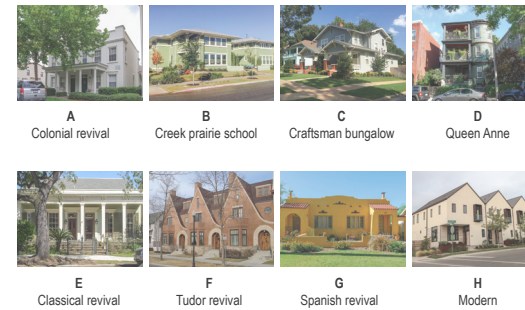 A
Colonial revival
B
Creek prairie school
C
Craftsman bungalow
D
Queen Anne
E
Classical revival
F
Tudor revival
G
Spanish revival
H
Modern